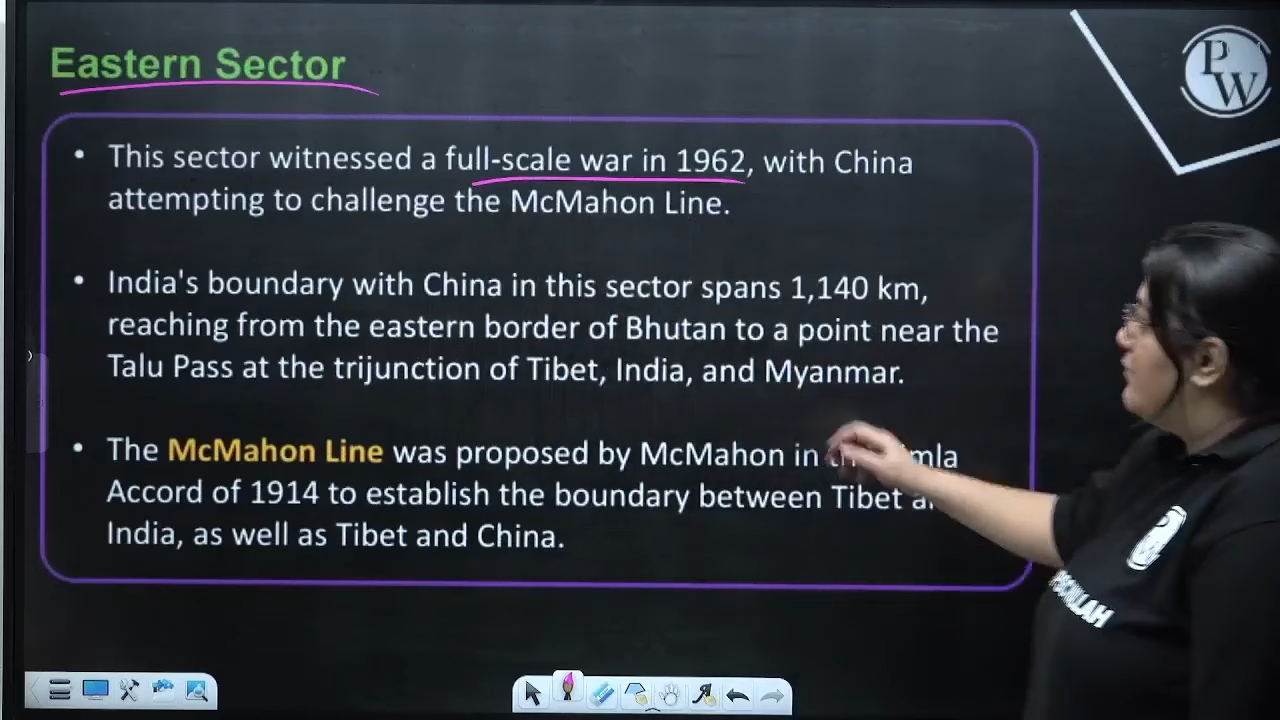 Eastern Sector
PW
• This sector witnessed a full-scale war in 1962, with China
attempting to challenge the McMahon Line.
• India's boundary with China in this sector spans 1,140 km,
reaching from the eastern border of Bhutan to a point near the
Talu Pass at the trijunction of Tibet, India, and Myanmar.
• The McMahon Line was proposed by McMahon in
Accord of 1914 to establish the boundary between Tibet
India, as well as Tibet and China.